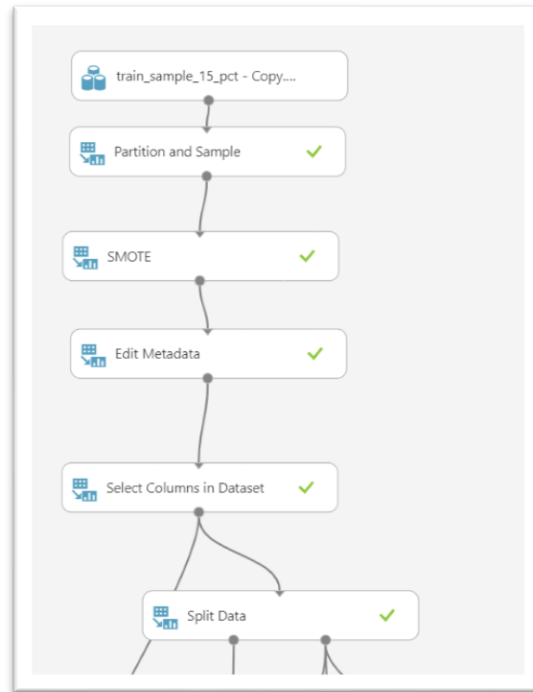 train_sample_15_pct - Copy....
Partition and Sample
SMOTE
Edit Metadata
Select Columns in Dataset
Split Data